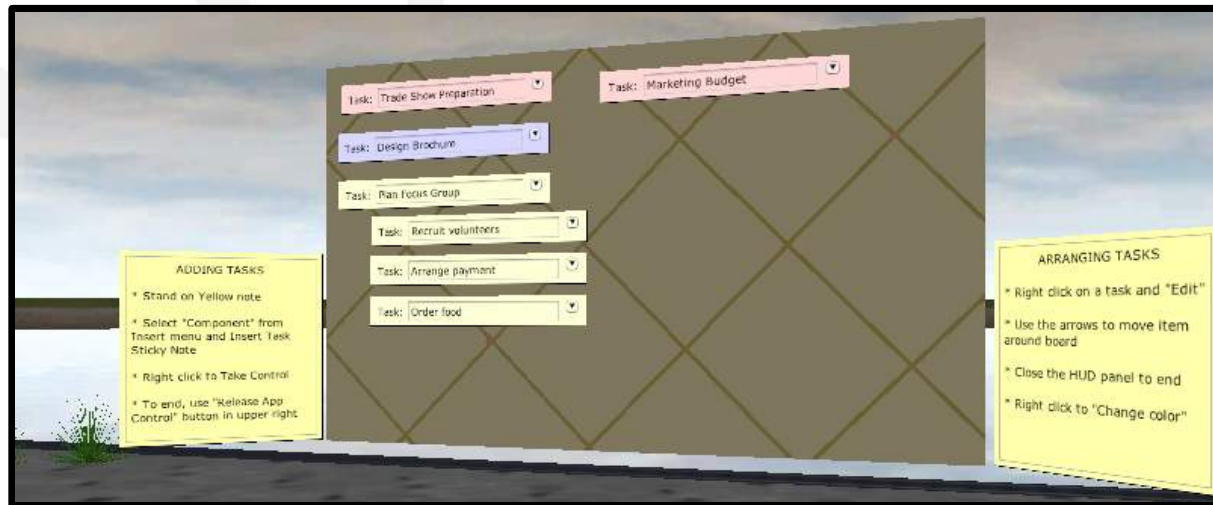 Task: Trade Show Preparation
Task: Marketing Budget
Task: Design Brochure
Task: Plan Focus Group
Task: Recruit volunteers
Task: Arrange payment
Task: Order food
ADDING TASKS
* Stand on Yellow note
* Select "Component" from
Insert menu and Insert Task
Sticky Note
* Right click to Take Control
* To end, use "Release App
Control" button in upper right
ARRANGING TASKS
* Right click on a task and "Edit"
* Use the arrows to move item
around board
* Close the HUD panel to end
* Right click to "Change color"